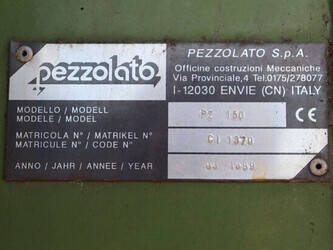 pezzolato
PEZZOLATO S.p.A.
Officine costruzioni Meccaniche
Via Provinciale,4 Tel.0175/278077
I-12030 ENVIE (CN) ITALY
MODELLO / MODELL
MODELE / MODEL
PZ 150
CE
MATRICOLA N° / MATRIKEL N°
MATRICULE N° / CODE N°
1370
ANNO / JAHR / ANNEE / YEAR